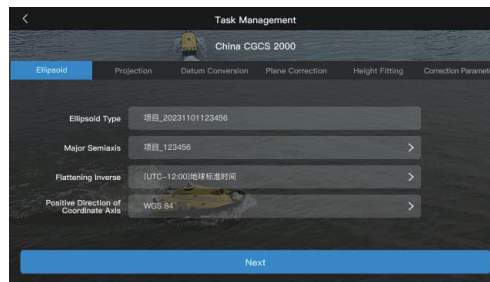 Task Management
China CGCS 2000
Ellipsoid Projection Datum Conversion Plane Correction Height Fitting Correction Paramet
Ellipsoid Type 项目_20231101123456
Major Semiaxis 项目_123456
Flattening Inverse (UTC-12:00)地球标准时间
Positive Direction of
Coordinate Axis WGS 84
Next